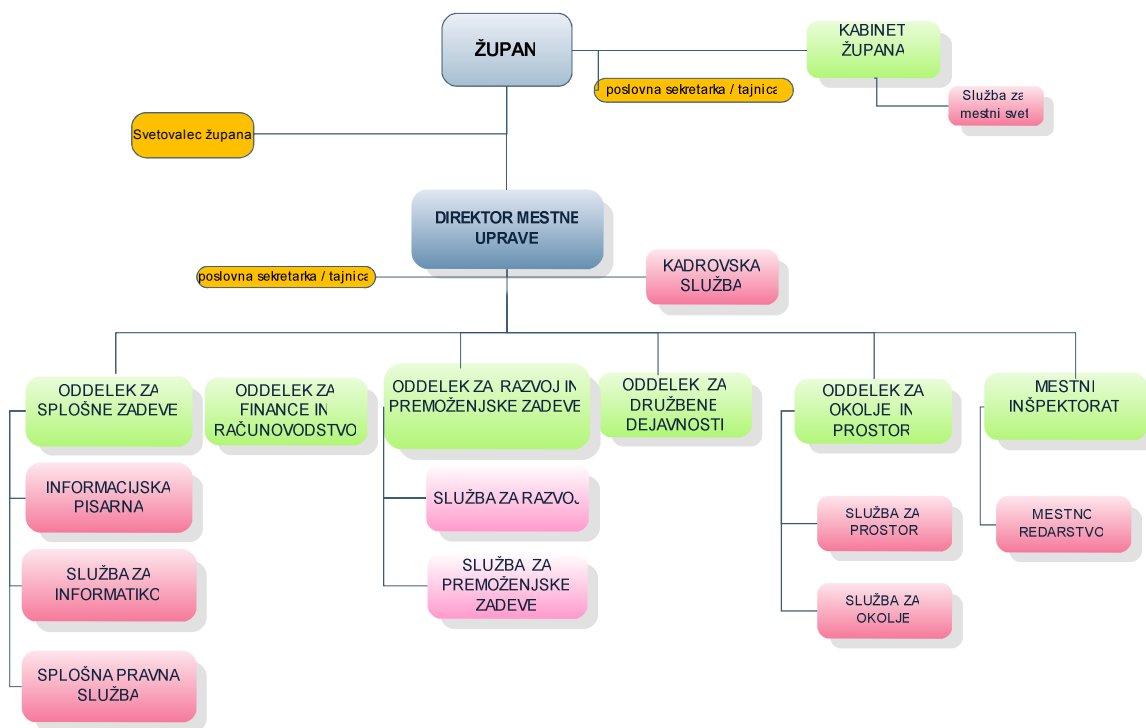 ŽUPAN
KABINET
ŽUPANA
poslovna sekretarka / tajnica
Služba za
mestni svet
Svetovalec župana
DIREKTOR MESTNE
UPRAVE
poslovna sekretarka / tajnica
KADROVSKA
SLUŽBA
ODDELEK ZA
SPLOŠNE ZADEVE
ODDELEK ZA
FINANCE IN
RAČUNOVODSTVO
ODDELEK ZA RAZVOJ IN
PREMOŽENJSKE ZADEVE
ODDELEK ZA
DRUŽBENE
DEJAVNOSTI
ODDELEK ZA
OKOLJE IN
PROSTOR
MESTNI
INŠPEKTORAT
INFORMACIJSKA
PISARNA
SLUŽBA ZA
INFORMATIKO
SPLOŠNA PRAVNA
SLUŽBA
SLUŽBA ZA RAZVOJ
SLUŽBA ZA
PREMOŽENJSKE
ZADEVE
SLUŽBA ZA
PROSTOR
SLUŽBA ZA
OKOLJE
MESTNO
REDARSTVO